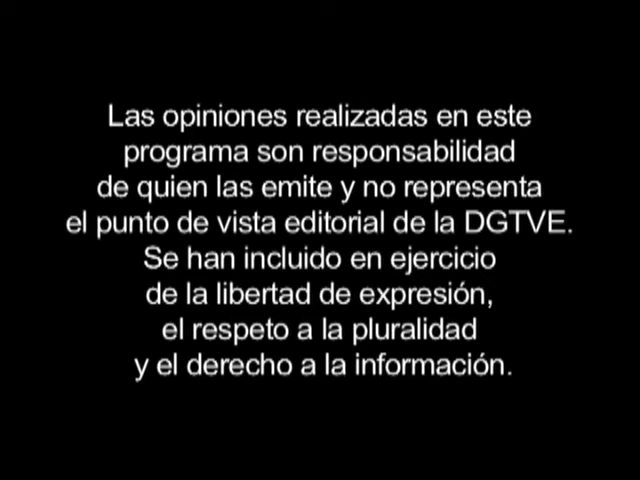 Las opiniones realizadas en este
programa son responsabilidad
de quien las emite y no representa
el punto de vista editorial de la DGTVE.
Se han incluido en ejercicio
de la libertad de expresión,
el respeto a la pluralidad
y el derecho a la información.